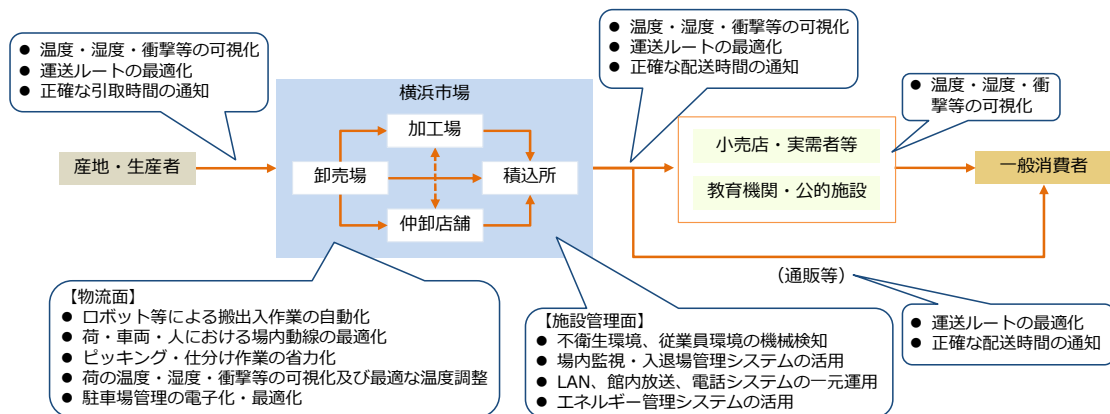 ● 温度・湿度・衝撃等の可視化
● 運送ルートの最適化
● 正確な引取時間の通知
● 温度・湿度・衝撃等の可視化
● 運送ルートの最適化
● 正確な配送時間の通知
● 温度・湿度・衝
撃等の可視化
横浜市場
加工場
産地・生産者
卸売場
積込所
仲卸店舗
小売店・実需者等
教育機関・公的施設
一般消費者
(通販等)
【物流面】
● ロボット等による搬出入作業の自動化
● 荷・車両・人における場内動線の最適化
● ピッキング・仕分け作業の省力化
● 荷の温度・湿度・衝撃等の可視化及び最適な温度調整
● 駐車場管理の電子化・最適化
【施設管理面】
● 不衛生環境、従業員環境の機械検知
● 場内監視・入退場管理システムの活用
● LAN、館内放送、電話システムの一元運用
● エネルギー管理システムの活用
● 運送ルートの最適化
● 正確な配送時間の通知